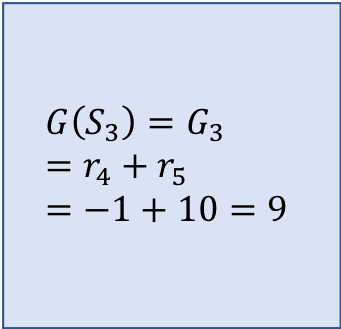 G(S₃) = G₃
= r₄ + r₅
= −1 + 10 = 9